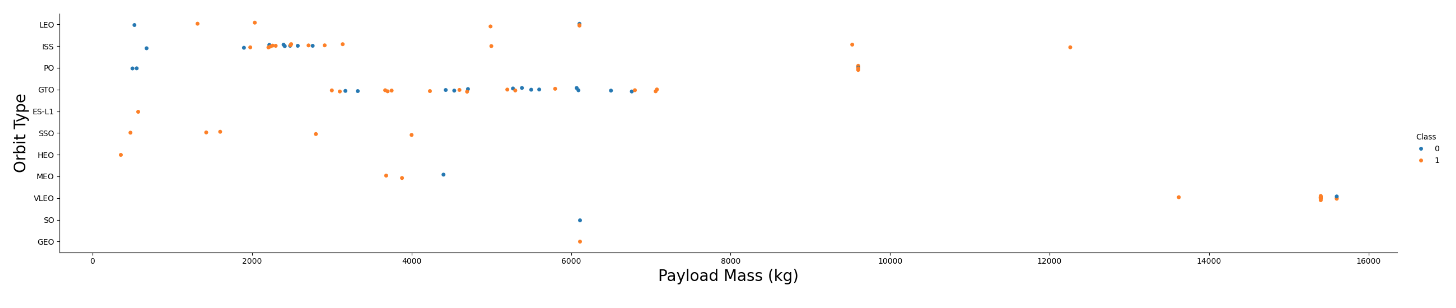 LEO
ISS
PO
GTO
ES-L1
SSO
HEO
MEO
VLEO
SO
GEO
Orbit Type
0 2000 4000 6000 8000 10000 12000 14000 16000
Payload Mass (kg)
Class
0
1